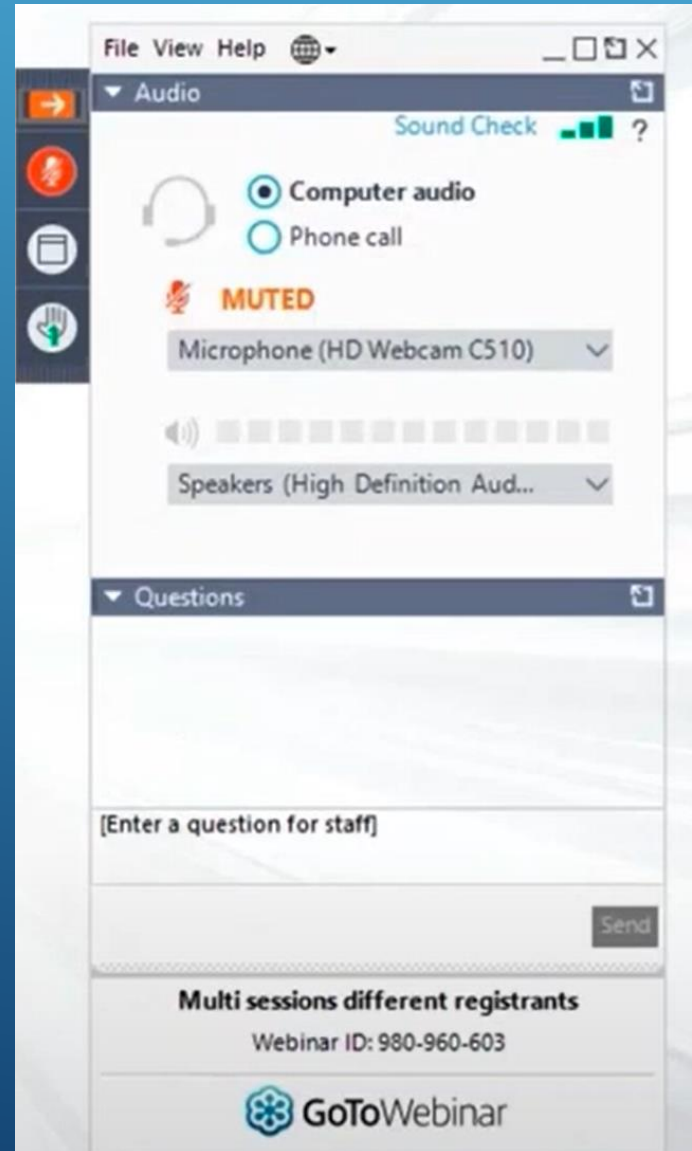 File View Help
Audio
Sound Check ?
Computer audio
Phone call
MUTED
Microphone (HD Webcam C510)
Speakers (High Definition Aud...
Questions
[Enter a question for staff]
Send
Multi sessions different registrants
Webinar ID: 980-960-603
GoToWebinar